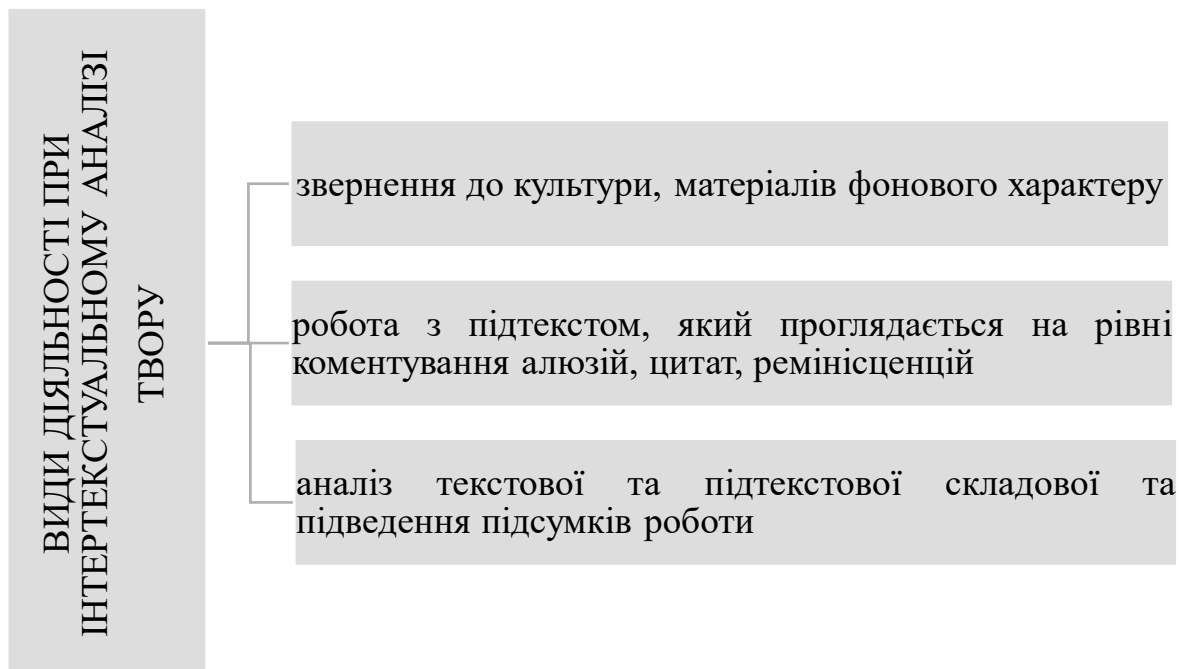 ВИДИ ДІЯЛЬНОСТІ ПРИ
ІНТЕРТЕКСТУАЛЬНОМУ АНАЛІЗІ
ТВОРУ
звернення до культури, матеріалів фонового характеру
робота з підтекстом, який проглядається на рівні
коментування алюзій, цитат, ремінісценцій
аналіз текстової та підтекстової складової та
підведення підсумків роботи